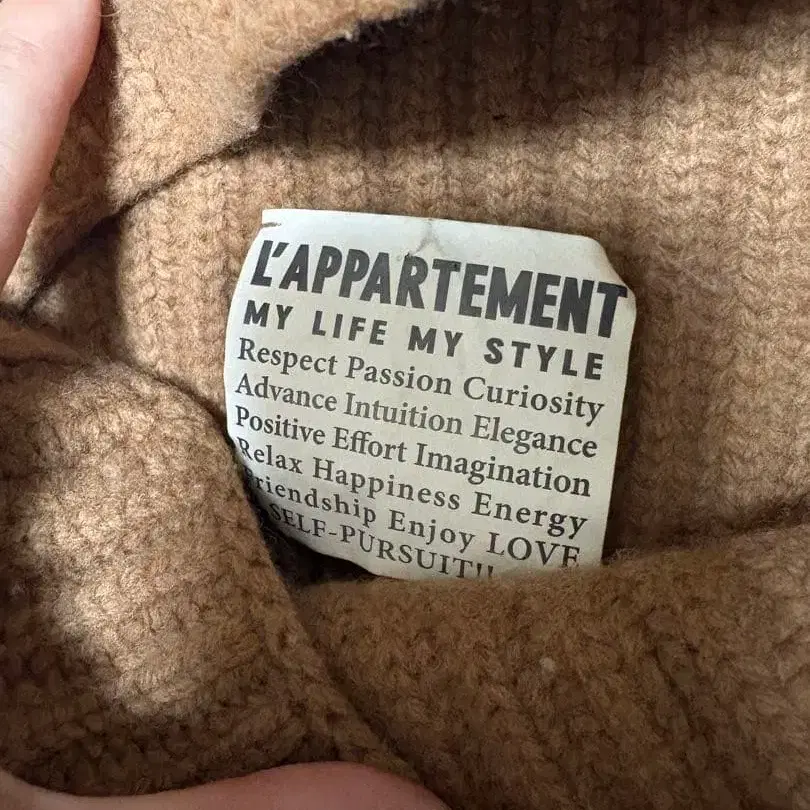 L'APPARTEMENT
MY LIFE MY STYLE
Respect Passion Curiosity
Advance Intuition Elegance
Positive Effort Imagination
Relax Happiness Energy
Friendship Enjoy LOVE
SELF-PURSUIT!!